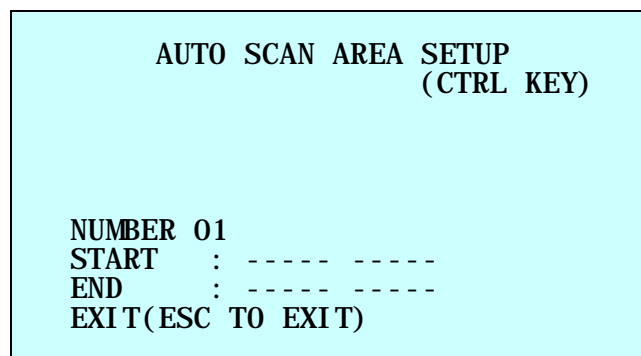 AUTO SCAN AREA SETUP
(CTRL KEY)
NUMBER 01
START : ----- -----
END : ----- -----
EXIT(ESC TO EXIT)